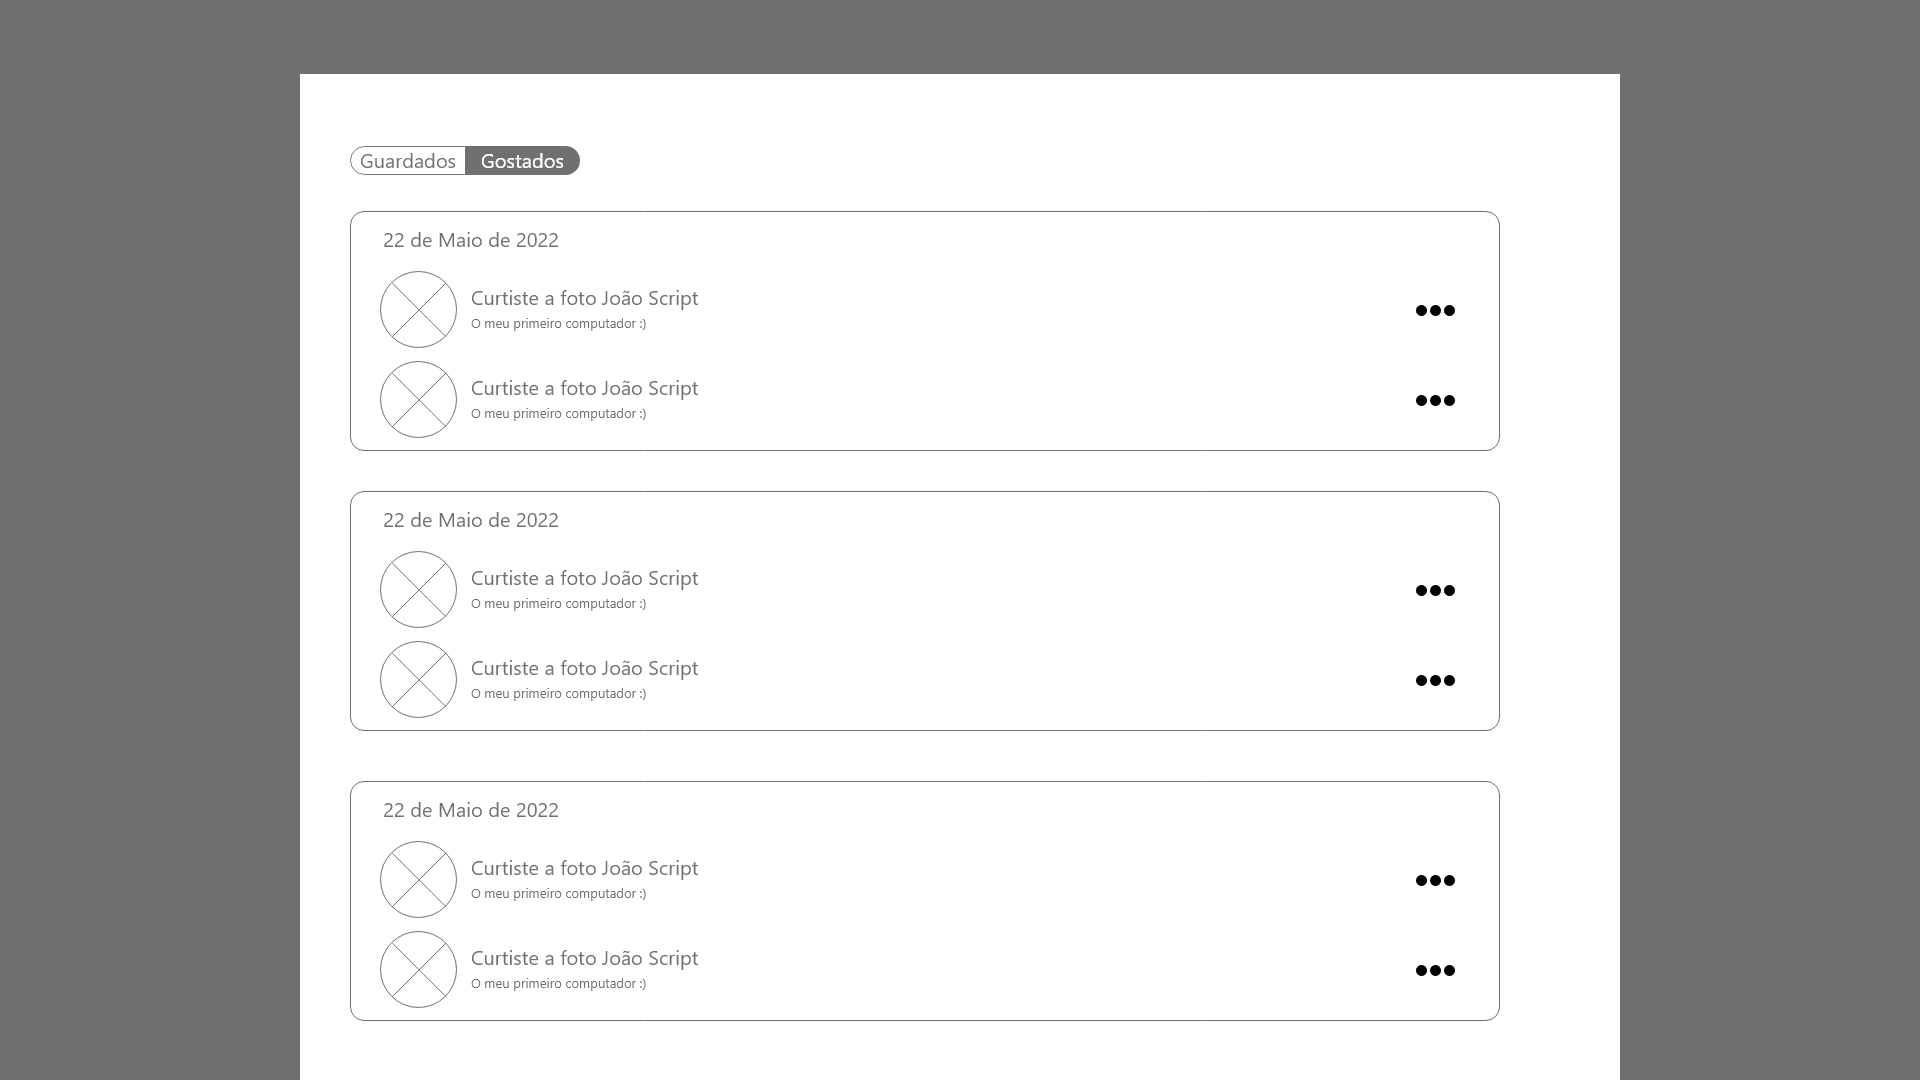 Guardados Gostados
22 de Maio de 2022
Curtiste a foto João Script
O meu primeiro computador :)
Curtiste a foto João Script
O meu primeiro computador :)
22 de Maio de 2022
Curtiste a foto João Script
O meu primeiro computador :)
Curtiste a foto João Script
O meu primeiro computador :)
22 de Maio de 2022
Curtiste a foto João Script
O meu primeiro computador :)
Curtiste a foto João Script
O meu primeiro computador :)